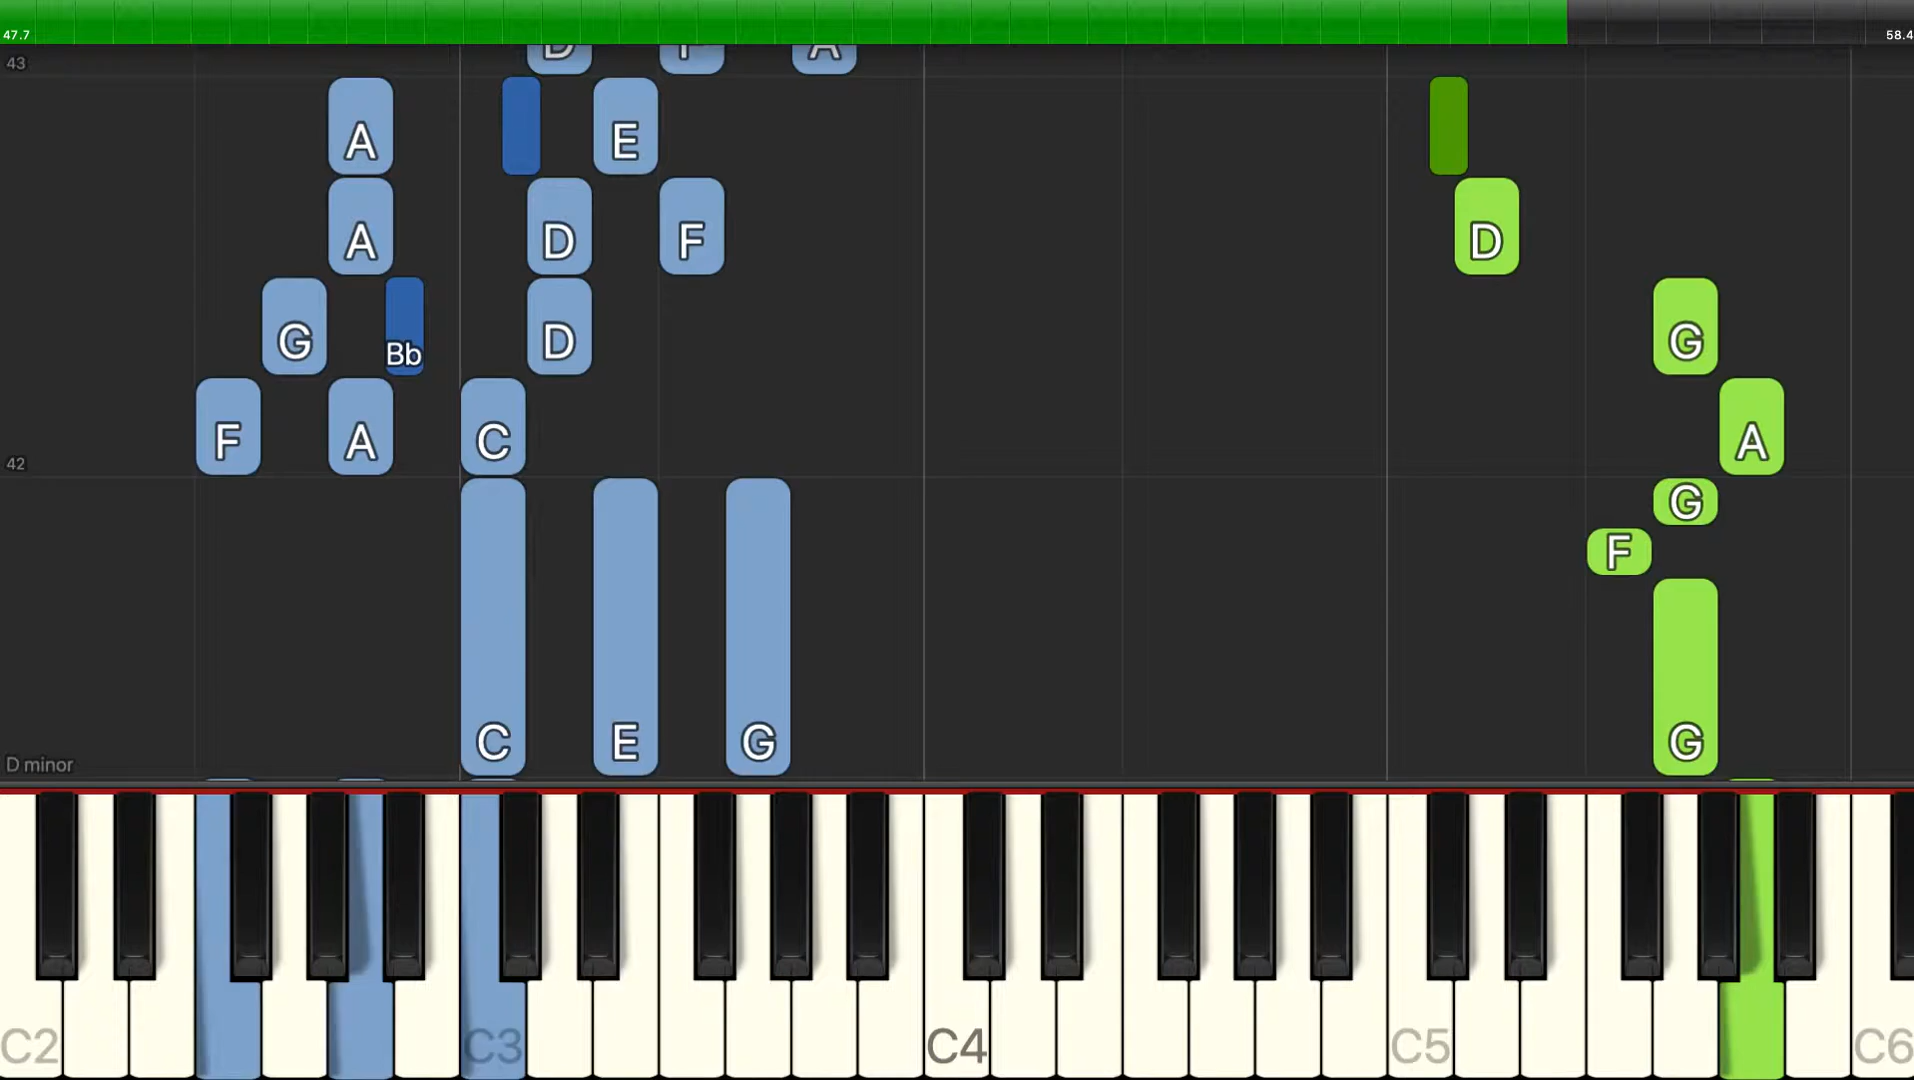 47.7
58.4
43
D F A
A E
A D F D
G Bb D G
F A C A
42
G
F
C E G G
D minor
C2 C3 C4 C5 C6